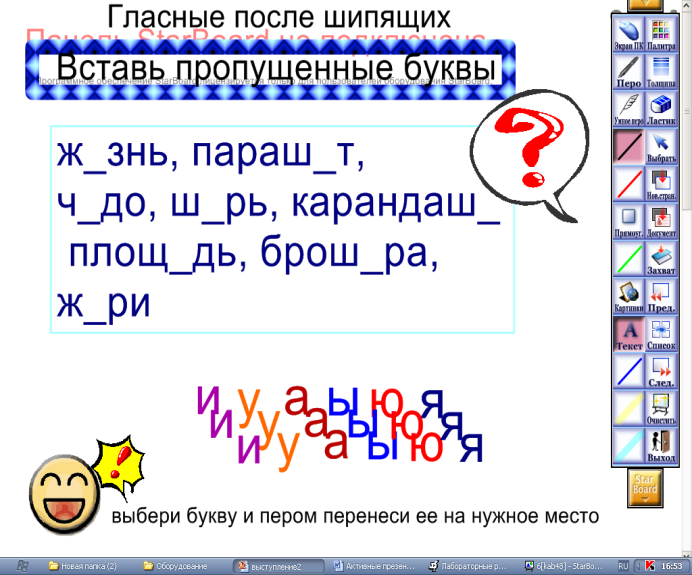 Гласные после шипящих
Панель StarBoard не подключена
Вставь пропущенные буквы
Программное обеспечение StarBoard лицензируется только для пользователей оборудования StarBoard
ж_знь, параш_т,
ч_до, ш_рь, карандаш_
площ_дь, брош_ра,
ж_ри
и у а ы ю я
и у а ы ю я
и у а ы ю я
выбери букву и пером перенеси ее на нужное место
Экран ПК Палитра
Перо Толщина
Умное перо Ластик
Выбрать
Нов.стран.
Прямоуг. Документ
Захват
Картинки Пред.
Текст Список
След.
Очистить
Выход
Star Board
Новая папка (2) Оборудование выступление2 Активные презен... Лабораторные р... 6[kab48] - StarBo... RU 16:53